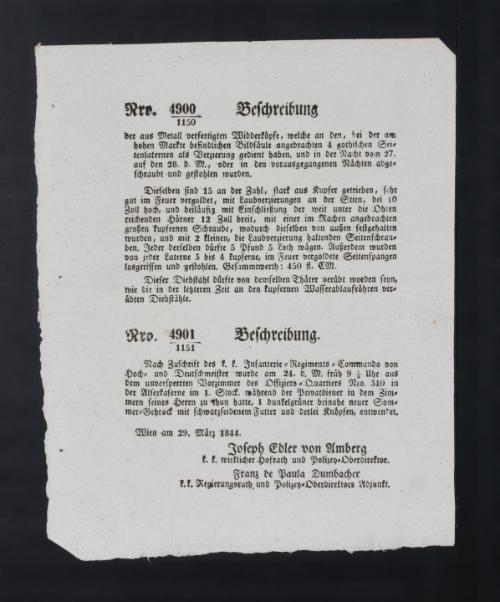 Nro. 4900 Beschreibung
1150
der aus Metall verfertigten Widderköpfe, welche an den, bei der am
hohen Markte befindlichen Bildsäule angebrachten 4 gothischen Sei-
tenlaternen als Verzierung gedient haben, und in der Nacht vom 27.
auf den 28. d. M., oder in den vorausgegangenen Nächten abge-
schraubt und gestohlen wurden.
Dieselben sind 15 an der Zahl, stark aus Kupfer getrieben, sehr
gut im Feuer vergoldet, mit Laubverzierungen an der Stirn, bei 10
Zoll hoch, und beiläufig mit Einschließung der weit unter die Ohren
reichenden Hörner 12 Zoll breit, mit einer im Rachen angebrachten
großen kupfernen Schraube, wodurch dieselben von außen festgehalten
wurden, und mit 2 kleinen, die Laubverzierung haltenden Seitenschrau-
ben. Jeder derselben dürfte 5 Pfund 5 Loth wägen. Außerdem wurden
von jeder Laterne 3 bis 4 kupferne, im Feuer vergoldete Seitenspangen
losgerissen und gestohlen. Gesammtwerth: 450 fl. CM.
Dieser Diebstahl dürfte von demselben Thäter verübt worden seyn,
wie die in der letzteren Zeit an den kupfernen Wasserablaufröhren ver-
übten Diebstähle.
Nro. 4901 Beschreibung.
1151
Nach Zuschrift des k. k. Infanterie-Regiments-Commando von
Hoch- und Deutschmeister wurde am 24. d. M. früh 9 ½ Uhr aus
dem unversperrten Vorzimmer des Offiziers-Quartiers Nro. 340 in
der Alserkaserne im 1. Stock, während der Privatdiener in dem Zim-
mern seines Herrn zu thun hatte, 1 dunkelgrüner beinahe neuer Som-
mer-Gehrock mit schwarzseidenem Futter und derlei Knöpfen, entwendet.
Wien am 29. März 1844.
Joseph Edler von Amberg
k. k. wirklicher Hofrath und Polizey-Oberdirektor.
Franz de Paula Dumbacher
k. k. Regierungsrath und Polizey-Oberdirektors Adjunkt.